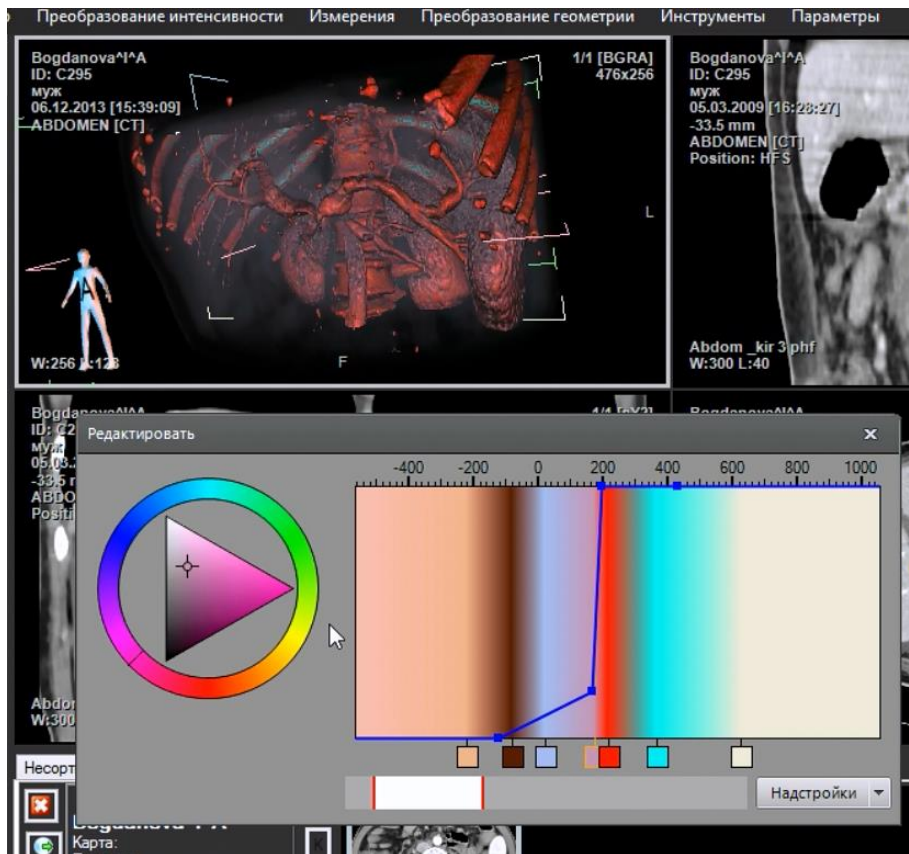 Преобразование интенсивности Измерения Преобразование геометрии Инструменты Параметры
Bogdanova^I^A
ID: C295
муж
06.12.2013 [15:39:09]
ABDOMEN [CT]
1/1 [BGRA]
476x256
L
A
F
W:256 L:128
Bogdanova^I^A
ID: C295
муж
05.03.2009 [16:28:27]
-33.5 mm
ABDOMEN [CT]
Position: HFS
Abdom _kir 3 phf
W:300 L:40
Редактировать
-400 -200 0 200 400 600 800 1000
W:300
Надстройки
Карта: